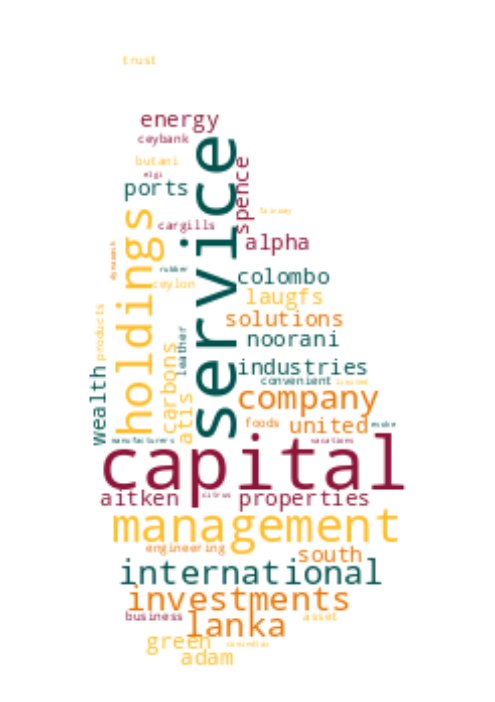 trust
energy
ceybank
service
butani
elgi
ports
spence
holdings
cargills
alpha
rubber
colombo
ceylon
laugfs
products
solutions
leather
noorani
carbons
industries
wealth
convenient
limited
atis
company
foods
united
manufacturers
vacations
capital
aitken
citrus
properties
management
engineering
south
international
investments
business
lanka
asset
green
adam